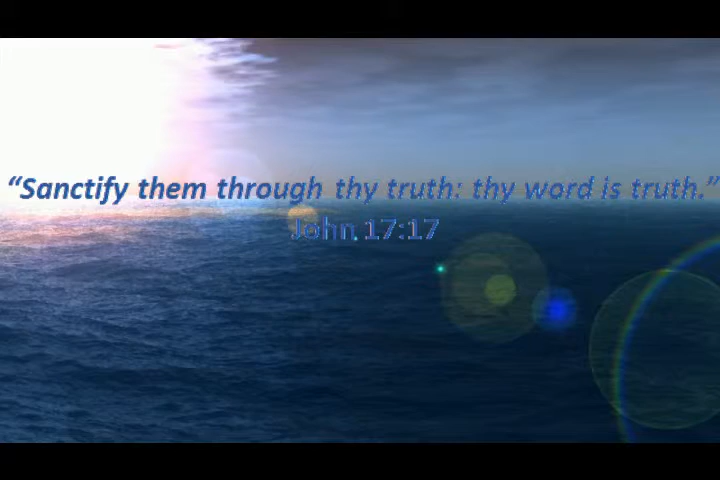 “Sanctify them through thy truth: thy word is truth.”
John 17:17